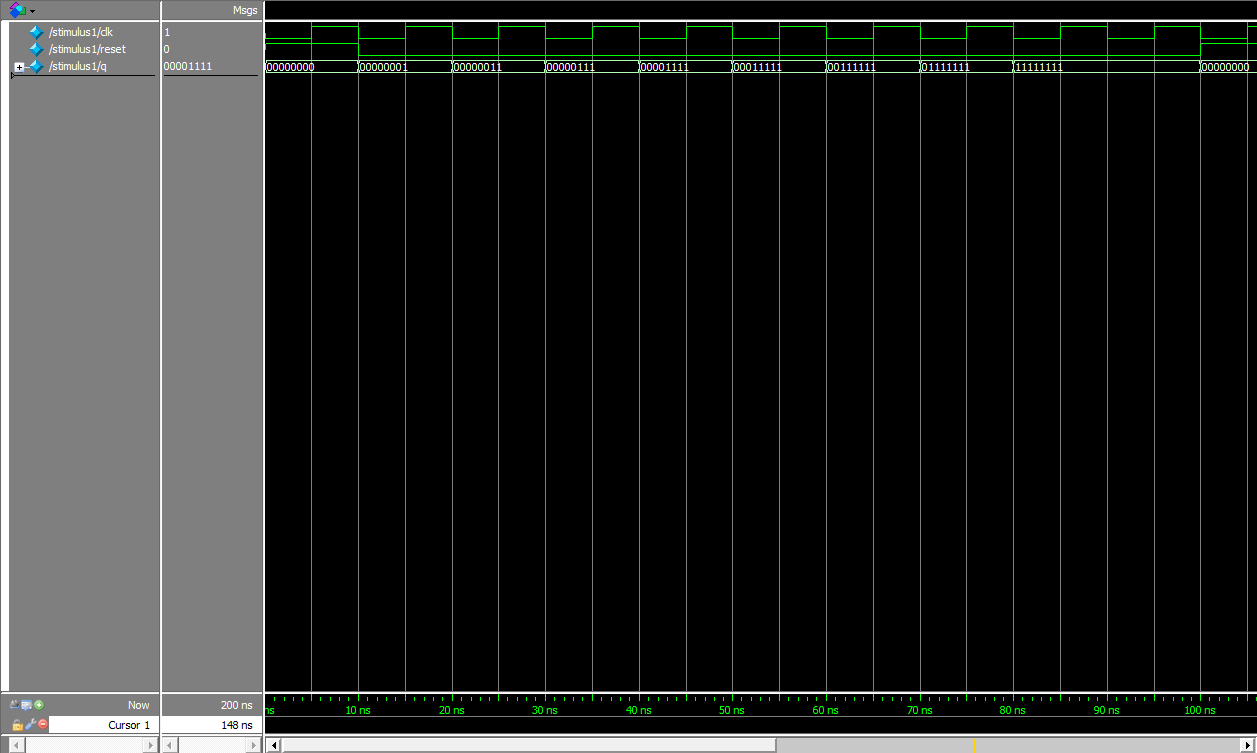 Msgs
/stimulus1/clk 1
/stimulus1/reset 0
/stimulus1/q 00001111 00000000 00000001 00000011 00000111 00001111 00011111 00111111 01111111 11111111 00000000
Now 200 ns ns 10 ns 20 ns 30 ns 40 ns 50 ns 60 ns 70 ns 80 ns 90 ns 100 ns
Cursor 1 148 ns